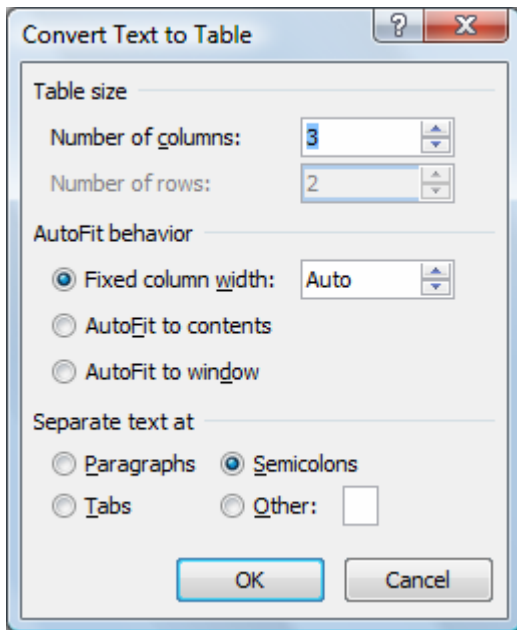 Convert Text to Table
?
X
Table size
Number of columns: 3
Number of rows: 2
AutoFit behavior
Fixed column width: Auto
AutoFit to contents
AutoFit to window
Separate text at
Paragraphs Semicolons
Tabs Other:
OK Cancel